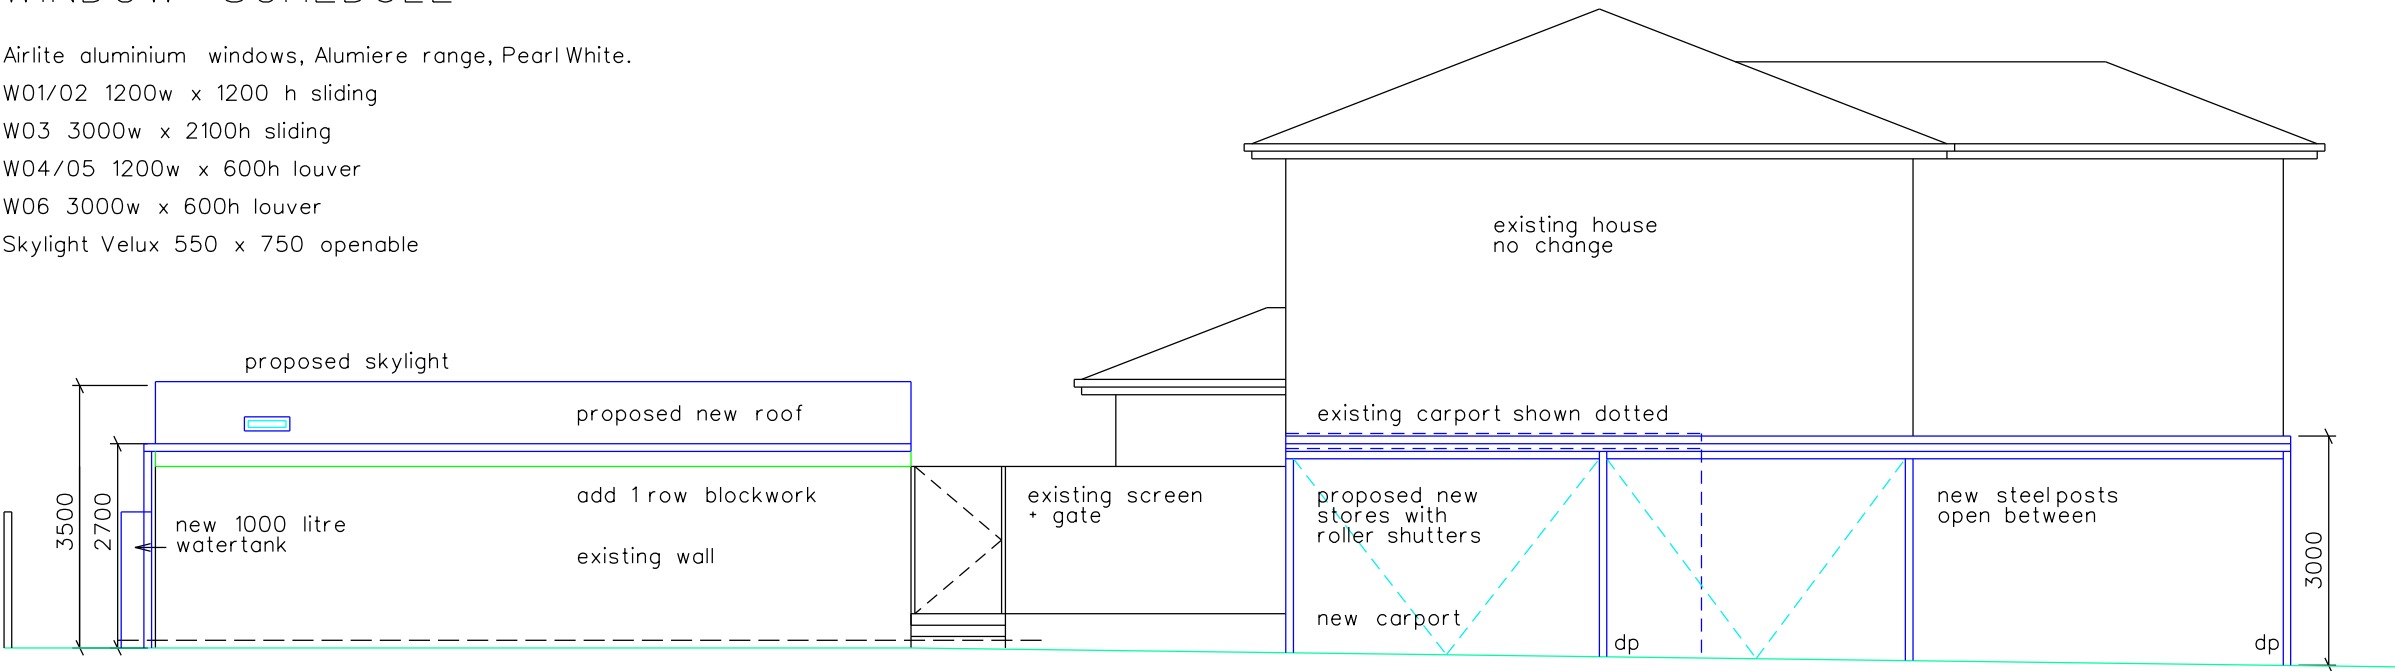 WINDOW SCHEDULE
Airlite aluminium windows, Alumiere range, Pearl White.
W01/02 1200w x 1200 h sliding
W03 3000w x 2100h sliding
W04/05 1200w x 600h louver
W06 3000w x 600h louver
Skylight Velux 550 x 750 openable
existing house
no change
proposed skylight
proposed new roof
existing carport shown dotted
3500
2700
new 1000 litre
watertank
add 1 row blockwork
existing wall
existing screen
+ gate
proposed new
stores with
roller shutters
new carport
new steel posts
open between
3000
dp
dp